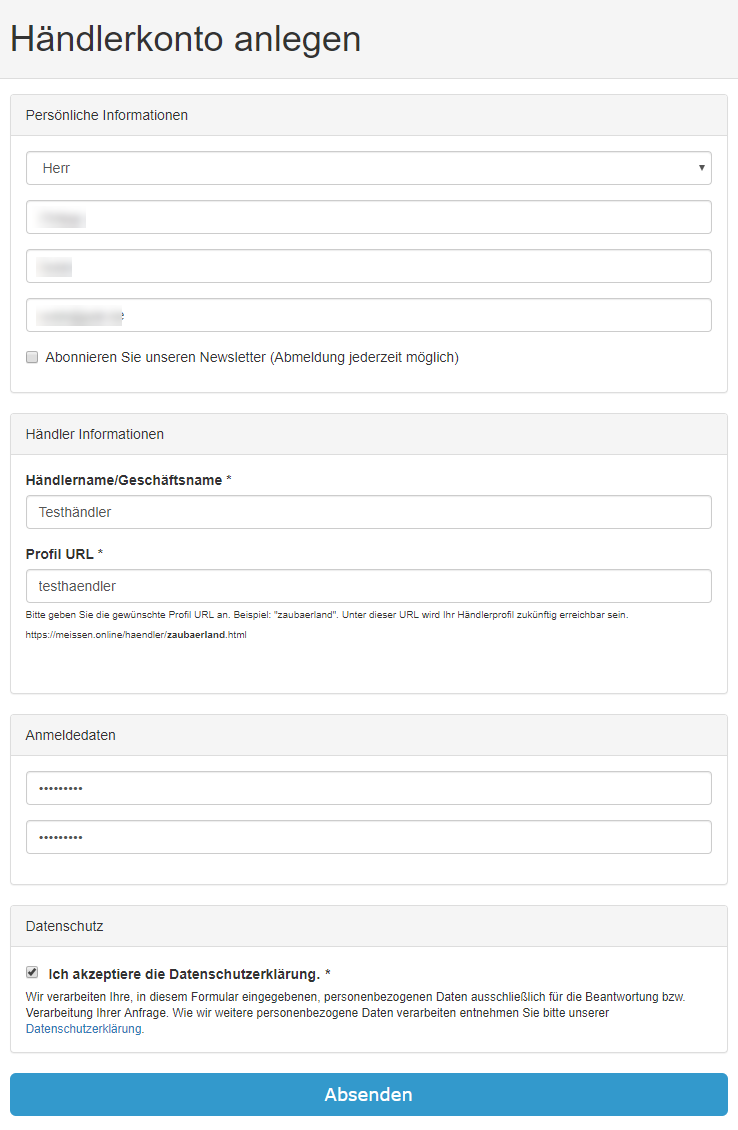 Händlerkonto anlegen
Persönliche Informationen
Herr
Abonnieren Sie unseren Newsletter (Abmeldung jederzeit möglich)
Händler Informationen
Händlername/Geschäftsname *
Testhändler
Profil URL *
testhaendler
Bitte geben Sie die gewünschte Profil URL an. Beispiel: "zaubaerland". Unter dieser URL wird Ihr Händlerprofil zukünftig erreichbar sein.
https://meissen.online/haendler/zaubaerland.html
Anmeldedaten
•••••••••
•••••••••
Datenschutz
Ich akzeptiere die Datenschutzerklärung. *
Wir verarbeiten Ihre, in diesem Formular eingegebenen, personenbezogenen Daten ausschließlich für die Beantwortung bzw.
Verarbeitung Ihrer Anfrage. Wie wir weitere personenbezogene Daten verarbeiten entnehmen Sie bitte unserer
Datenschutzerklärung.
Absenden